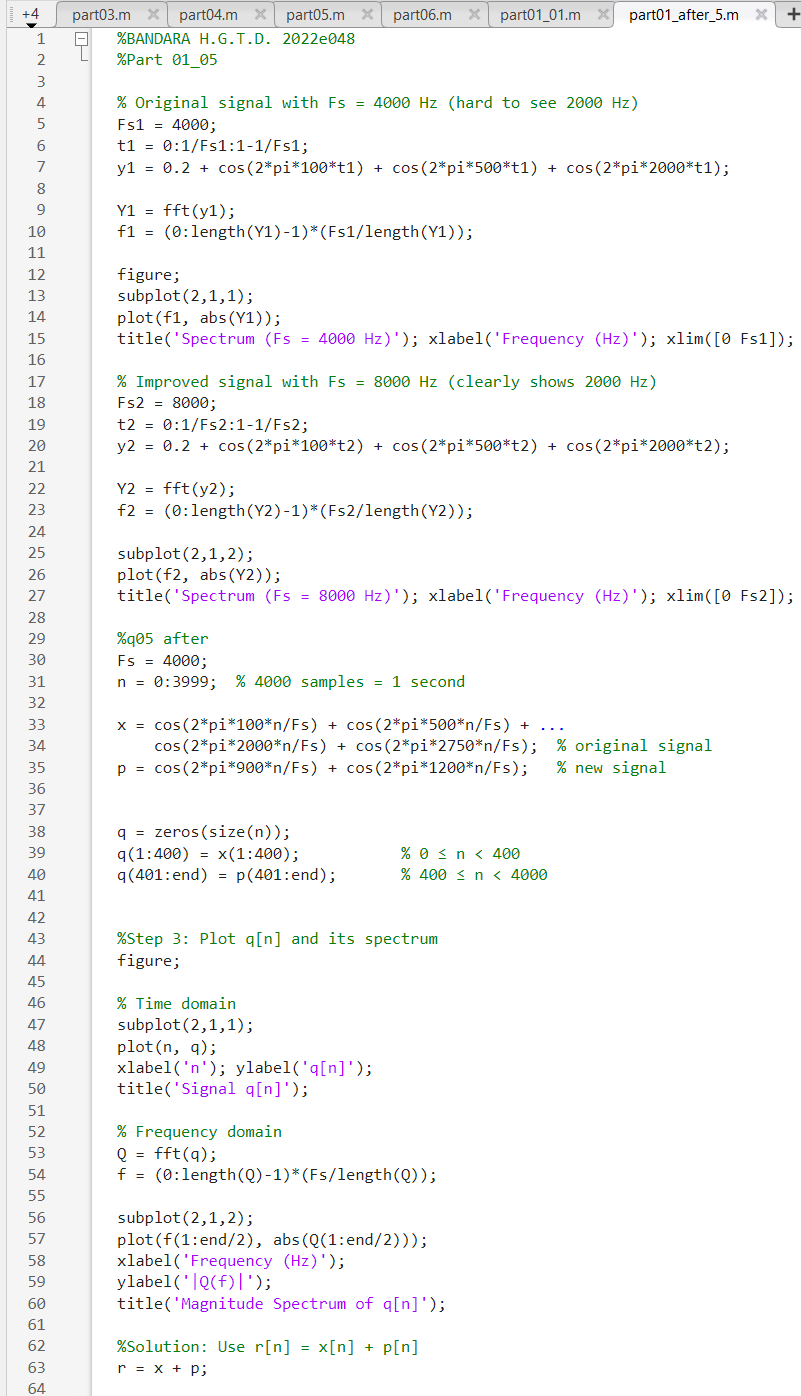 +4 part03.m part04.m part05.m part06.m part01_01.m part01_after_5.m
1 %BANDARA H.G.T.D. 2022e048
2 %Part 01_05
3
4 % Original signal with Fs = 4000 Hz (hard to see 2000 Hz)
5 Fs1 = 4000;
6 t1 = 0:1/Fs1:1-1/Fs1;
7 y1 = 0.2 + cos(2*pi*100*t1) + cos(2*pi*500*t1) + cos(2*pi*2000*t1);
8
9 Y1 = fft(y1);
10 f1 = (0:length(Y1)-1)*(Fs1/length(Y1));
11
12 figure;
13 subplot(2,1,1);
14 plot(f1, abs(Y1));
15 title('Spectrum (Fs = 4000 Hz)'); xlabel('Frequency (Hz)'); xlim([0 Fs1]);
16
17 % Improved signal with Fs = 8000 Hz (clearly shows 2000 Hz)
18 Fs2 = 8000;
19 t2 = 0:1/Fs2:1-1/Fs2;
20 y2 = 0.2 + cos(2*pi*100*t2) + cos(2*pi*500*t2) + cos(2*pi*2000*t2);
21
22 Y2 = fft(y2);
23 f2 = (0:length(Y2)-1)*(Fs2/length(Y2));
24
25 subplot(2,1,2);
26 plot(f2, abs(Y2));
27 title('Spectrum (Fs = 8000 Hz)'); xlabel('Frequency (Hz)'); xlim([0 Fs2]);
28
29 %q05 after
30 Fs = 4000;
31 n = 0:3999;  % 4000 samples = 1 second
32
33 x = cos(2*pi*100*n/Fs) + cos(2*pi*500*n/Fs) + ...
34     cos(2*pi*2000*n/Fs) + cos(2*pi*2750*n/Fs);  % original signal
35 p = cos(2*pi*900*n/Fs) + cos(2*pi*1200*n/Fs);   % new signal
36
37
38 q = zeros(size(n));
39 q(1:400) = x(1:400);           % 0 ≤ n < 400
40 q(401:end) = p(401:end);       % 400 ≤ n < 4000
41
42
43 %Step 3: Plot q[n] and its spectrum
44 figure;
45
46 % Time domain
47 subplot(2,1,1);
48 plot(n, q);
49 xlabel('n'); ylabel('q[n]');
50 title('Signal q[n]');
51
52 % Frequency domain
53 Q = fft(q);
54 f = (0:length(Q)-1)*(Fs/length(Q));
55
56 subplot(2,1,2);
57 plot(f(1:end/2), abs(Q(1:end/2)));
58 xlabel('Frequency (Hz)');
59 ylabel('|Q(f)|');
60 title('Magnitude Spectrum of q[n]');
61
62 %Solution: Use r[n] = x[n] + p[n]
63 r = x + p;
64